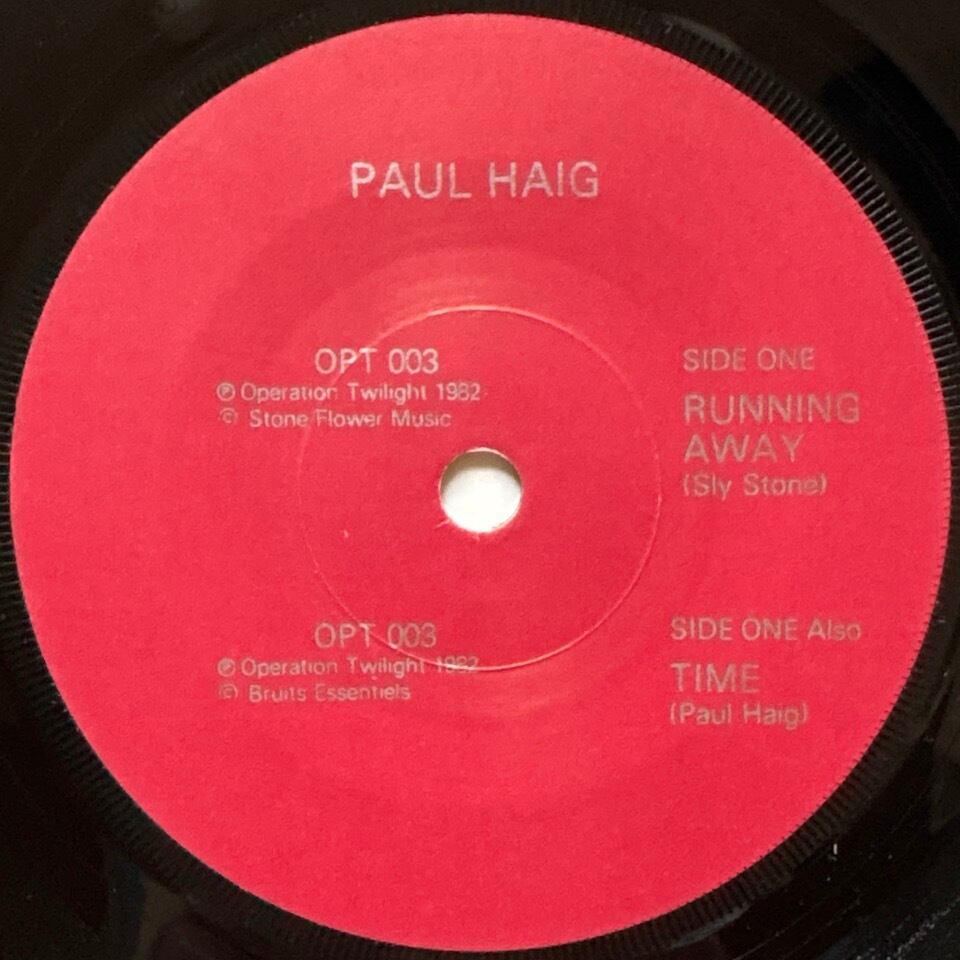 PAUL HAIG
OPT 003
℗ Operation Twilight 1982
© Stone Flower Music
SIDE ONE
RUNNING
AWAY
(Sly Stone)
OPT 003
℗ Operation Twilight 1982
© Bruits Essentiels
SIDE ONE Also
TIME
(Paul Haig)